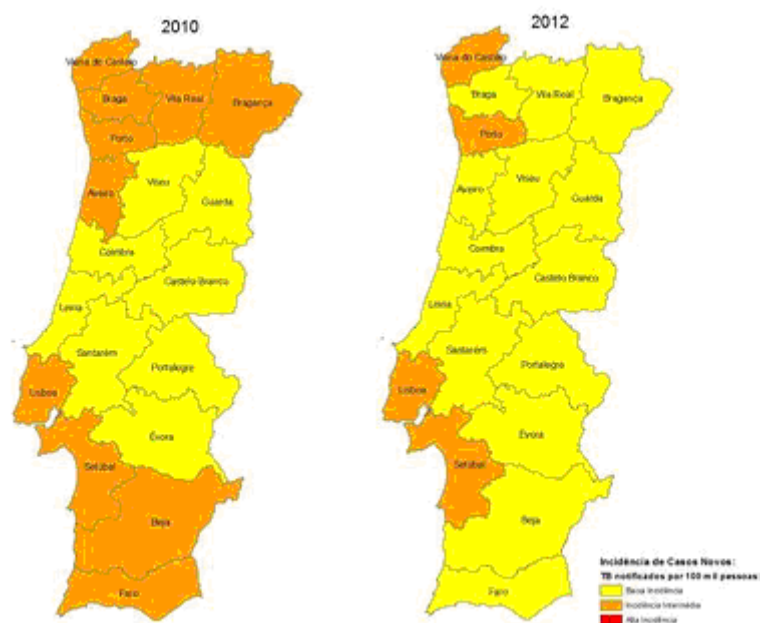 2010
Viana do Castelo
Braga
Vila Real
Bragança
Porto
Aveiro
Viseu
Guarda
Coimbra
Castelo Branco
Leiria
Santarém
Portalegre
Lisboa
Évora
Setúbal
Beja
Faro
2012
Viana do Castelo
Braga
Vila Real
Bragança
Porto
Aveiro
Viseu
Guarda
Coimbra
Castelo Branco
Leiria
Santarém
Portalegre
Lisboa
Évora
Setúbal
Beja
Faro
Incidência de Casos Novos:
TB notificados por 100 mil pessoas:
Baixa Incidência
Incidência Intermédia
Alta Incidência